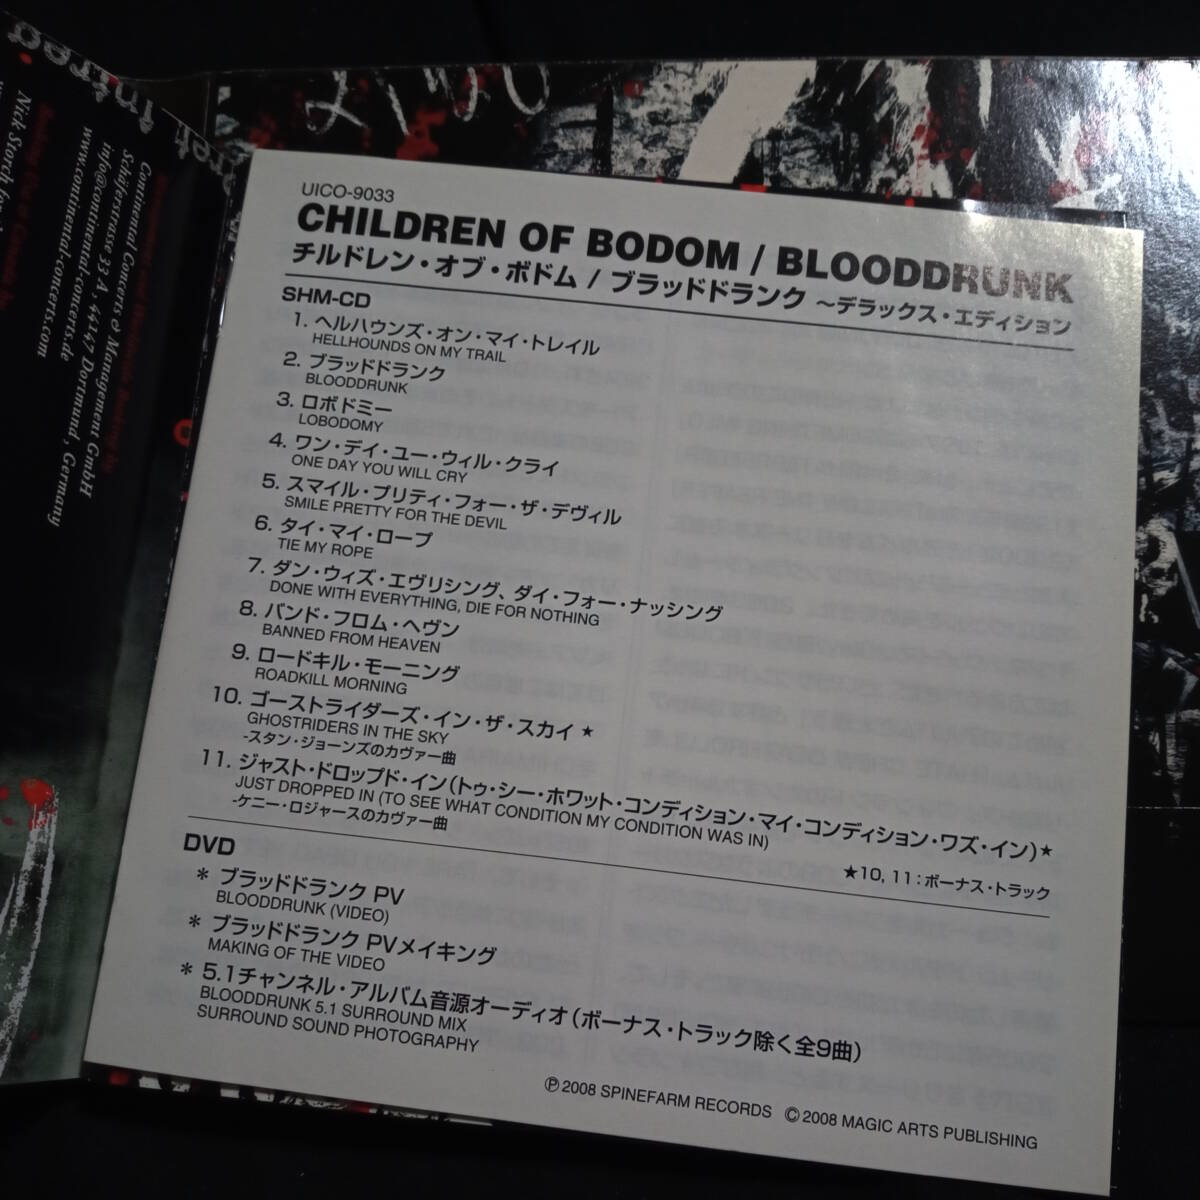 UICO-9033
CHILDREN OF BODOM / BLOODDRUNK
チルドレン・オブ・ボドム / ブラッドドランク ～デラックス・エディション
SHM-CD
1. ヘルハウンズ・オン・マイ・トレイル
HELLHOUNDS ON MY TRAIL
2. ブラッドドランク
BLOODDRUNK
3. ロボドミー
LOBODOMY
4. ワン・デイ・ユー・ウィル・クライ
ONE DAY YOU WILL CRY
5. スマイル・プリティ・フォー・ザ・デヴィル
SMILE PRETTY FOR THE DEVIL
6. タイ・マイ・ロープ
TIE MY ROPE
7. ダン・ウィズ・エヴリシング、ダイ・フォー・ナッシング
DONE WITH EVERYTHING, DIE FOR NOTHING
8. バンド・フロム・ヘヴン
BANNED FROM HEAVEN
9. ロードキル・モーニング
ROADKILL MORNING
10. ゴーストライダーズ・イン・ザ・スカイ ★
GHOSTRIDERS IN THE SKY
-スタン・ジョーンズのカヴァー曲
11. ジャスト・ドロップド・イン(トゥ・シー・ホワット・コンディション・マイ・コンディション・ワズ・イン)★
JUST DROPPED IN (TO SEE WHAT CONDITION MY CONDITION WAS IN)
-ケニー・ロジャースのカヴァー曲
★10, 11：ボーナス・トラック
DVD
* ブラッドドランク PV
BLOODDRUNK (VIDEO)
* ブラッドドランク PVメイキング
MAKING OF THE VIDEO
* 5.1チャンネル・アルバム音源オーディオ(ボーナス・トラック除く全9曲)
BLOODDRUNK 5.1 SURROUND MIX
SURROUND SOUND PHOTOGRAPHY
Ⓟ2008 SPINEFARM RECORDS ©2008 MAGIC ARTS PUBLISHING
Continental Concerts & Management GmbH
Schäferstrasse 33 A, 44147 Dortmund, Germany
info@continental-concerts.de
www.continental-concerts.com
Nick Storch